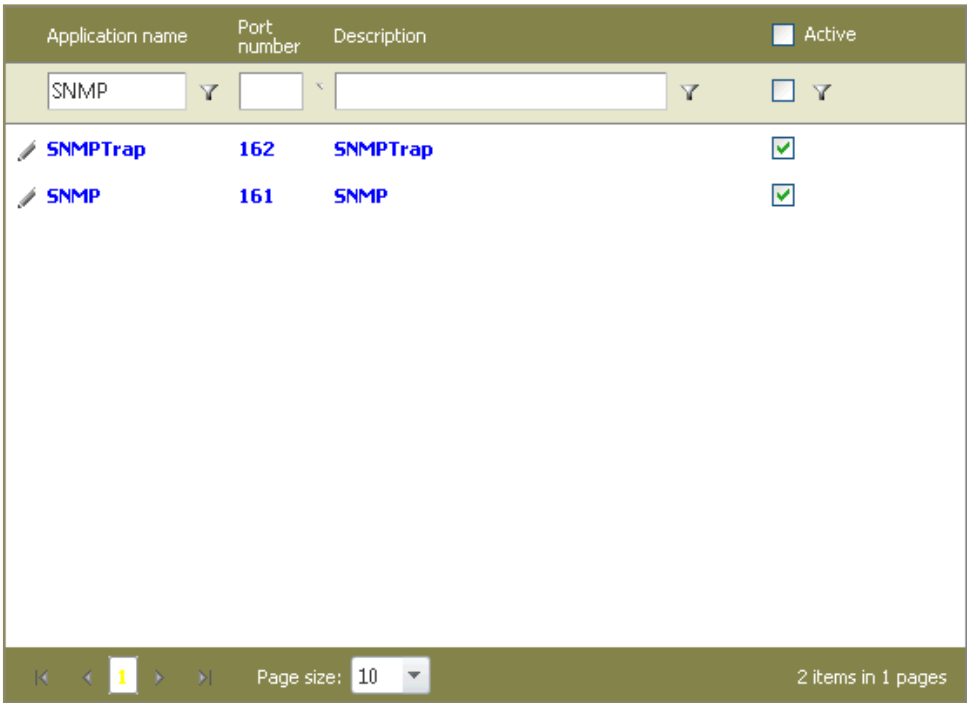 Application name Port number Description Active
SNMP
SNMPTrap 162 SNMPTrap
SNMP 161 SNMP
1 Page size: 10 2 items in 1 pages